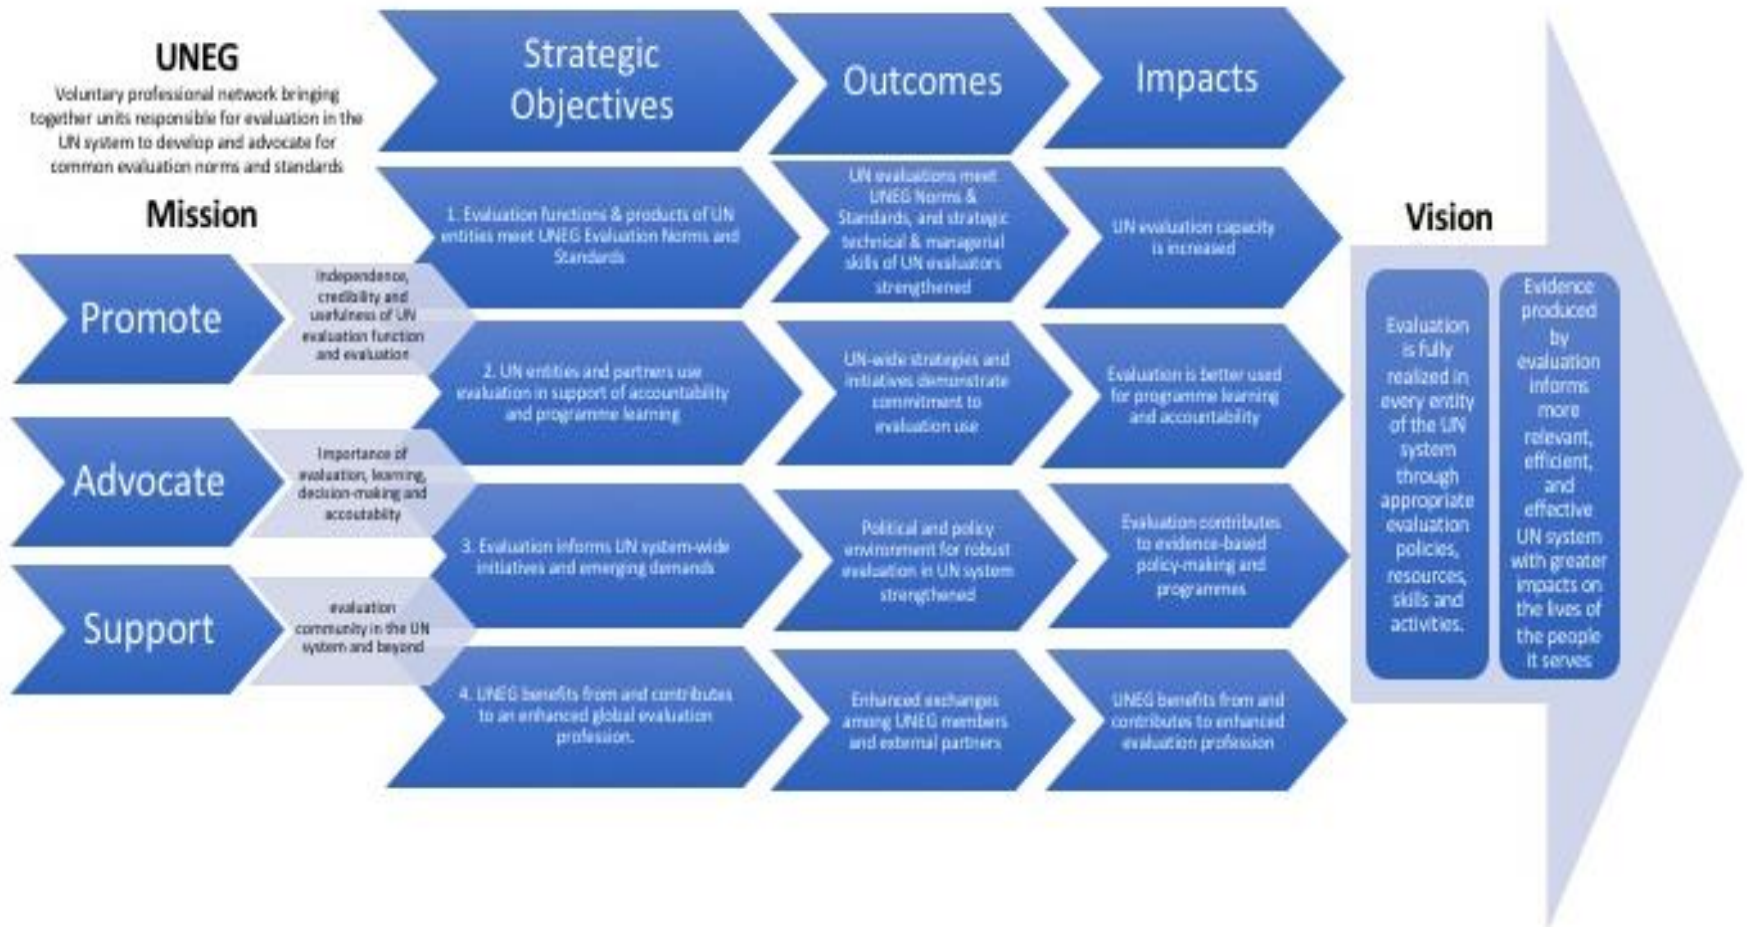 UNEG
Voluntary professional network bringing
together units responsible for evaluation in the
UN system to develop and advocate for
common evaluation norms and standards
Mission
Promote
Independence,
credibility and
usefulness of UN
evaluation function
and evaluation
Advocate
Importance of
evaluation, learning,
decision-making and
accoutablity
Support
evaluation
community in the UN
system and beyond
Strategic
Objectives
Outcomes
Impacts
1. Evaluation functions & products of UN
entities meet UNEG Evaluation Norms and
Standards
UN evaluations meet
UNEG Norms &
Standards, and strategic
technical & managerial
skills of UN evaluators
strengthened
UN evaluation capacity
is increased
2. UN entities and partners use
evaluation in support of accountability
and programme learning
UN-wide strategies and
initiatives demonstrate
commitment to
evaluation use
Evaluation is better used
for programme learning
and accountability
3. Evaluation informs UN system-wide
initiatives and emerging demands
Political and policy
environment for robust
evaluation in UN system
strengthened
Evaluation contributes
to evidence-based
policy-making and
programmes
4. UNEG benefits from and contributes
to an enhanced global evaluation
profession.
Enhanced exchanges
among UNEG members
and external partners
UNEG benefits from and
contributes to enhanced
evaluation profession
Vision
Evaluation
is fully
realized in
every entity
of the UN
system
through
appropriate
evaluation
policies,
resources,
skills and
activities.
Evidence
produced
by
evaluation
informs
more
relevant,
efficient,
and
effective
UN system
with greater
impacts on
the lives of
the people
it serves